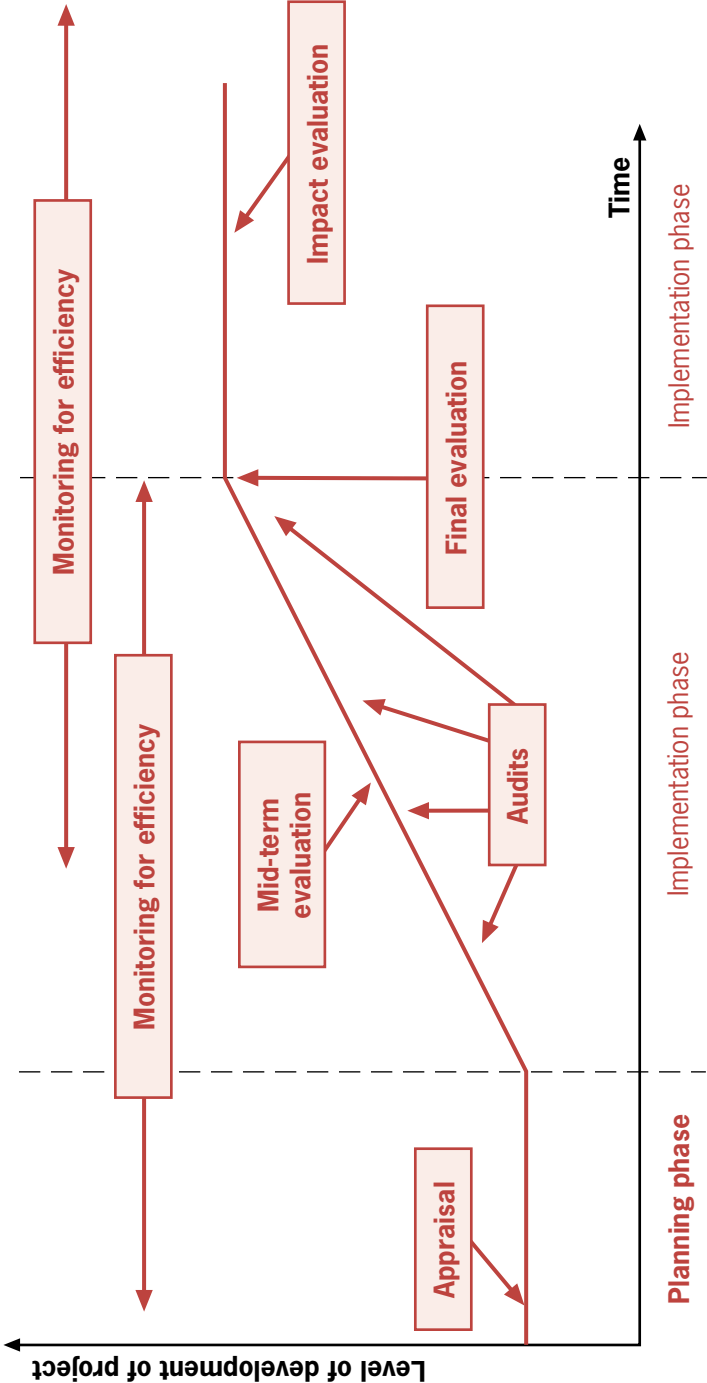 Level of development of project
Monitoring for efficiency
Monitoring for efficiency
Impact evaluation
Mid-term
evaluation
Appraisal
Final evaluation
Audits
Time
Planning phase
Implementation phase
Implementation phase